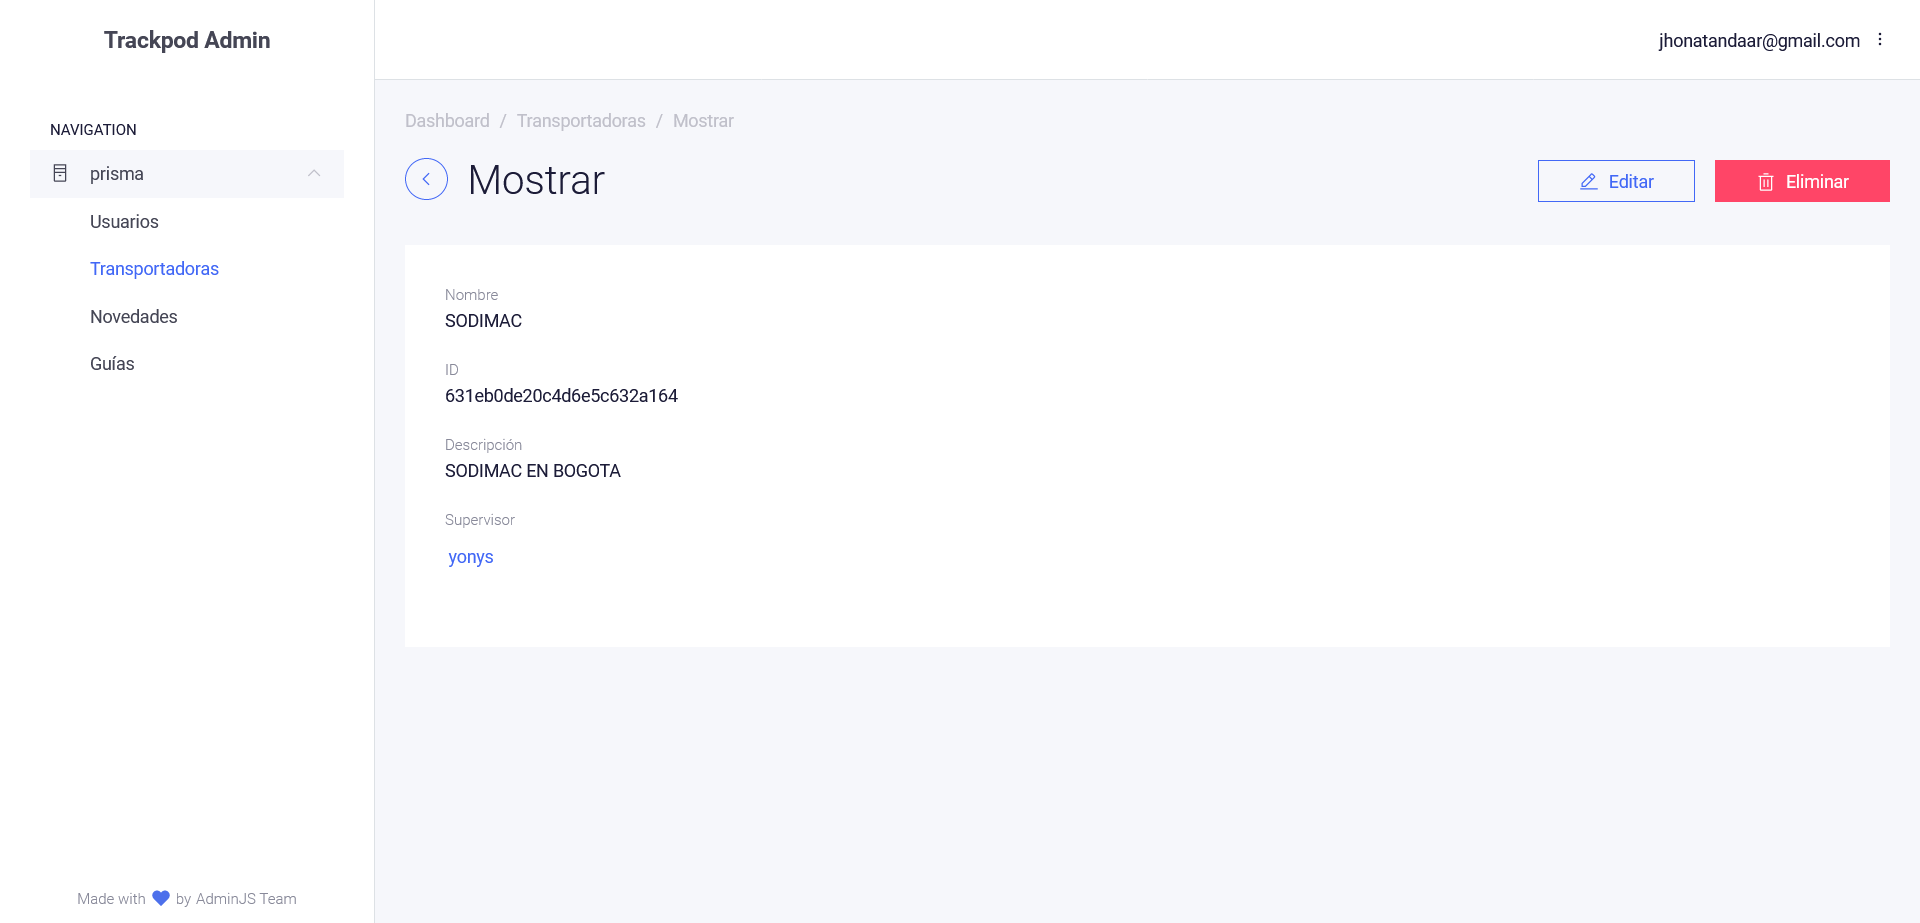 Trackpod Admin
jhonatandaar@gmail.com
NAVIGATION
prisma
Usuarios
Transportadoras
Novedades
Guías
Dashboard / Transportadoras / Mostrar
Mostrar
Editar
Eliminar
Nombre
SODIMAC
ID
631eb0de20c4d6e5c632a164
Descripción
SODIMAC EN BOGOTA
Supervisor
yonys
Made with by AdminJS Team